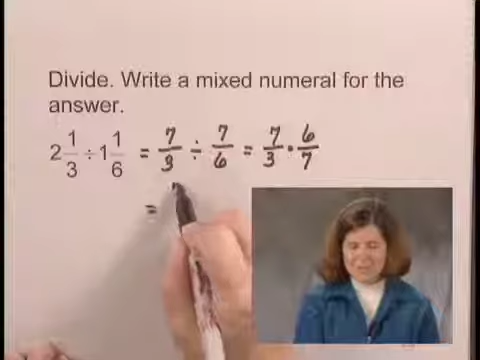 Divide. Write a mixed numeral for the
answer.
2 1/3 ÷ 1 1/6 = 7/3 ÷ 7/6 = 7/3 • 6/7
=